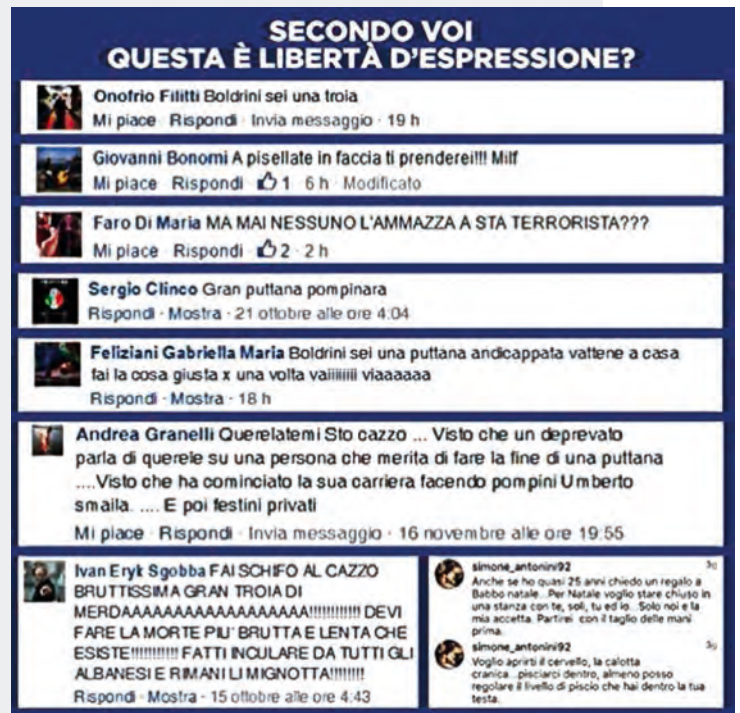 SECONDO VOI
QUESTA È LIBERTÀ D'ESPRESSIONE?
Onofrio Filitti Boldrini sei una troia
Mi piace · Rispondi · Invia messaggio · 19 h
Giovanni Bonomi A pisellate in faccia ti prenderei!!! Milf
Mi piace · Rispondi · 1 · 6 h · Modificato
Faro Di Maria MA MAI NESSUNO L'AMMAZZA A STA TERRORISTA???
Mi piace · Rispondi · 2 · 2 h
Sergio Clinco Gran puttana pompinara
Rispondi · Mostra · 21 ottobre alle ore 4:04
Feliziani Gabriella Maria Boldrini sei una puttana andicappata vattene a casa
fai la cosa giusta x una volta vaiiiiiiii viaaaaaa
Rispondi · Mostra · 18 h
Andrea Granelli Querelatemi Sto cazzo ... Visto che un deprevato
parla di querele su una persona che merita di fare la fine di una puttana
....Visto che ha cominciato la sua carriera facendo pompini Umberto
smaila. .... E poi festini privati
Mi piace · Rispondi · Invia messaggio · 16 novembre alle ore 19:55
Ivan Eryk Sgobba FAI SCHIFO AL CAZZO
BRUTTISSIMA GRAN TROIA DI
MERDAAAAAAAAAAAAAAAAAA!!!!!!!!!!!!! DEVI
FARE LA MORTE PIU' BRUTTA E LENTA CHE
ESISTE!!!!!!!!!!!! FATTI INCULARE DA TUTTI GLI
ALBANESI E RIMANI LI MIGNOTTA!!!!!!!!
Rispondi · Mostra · 15 ottobre alle ore 4:43
simone_antonini92 3g
Anche se ho quasi 25 anni chiedo un regalo a
Babbo natale...Per Natale voglio stare chiuso in
una stanza con te, soli, tu ed io...Solo noi e la
mia accetta. Partirei con il taglio delle mani
prima.
simone_antonini92 3g
Voglio aprirti il cervello, la calotta
cranica...pisciarci dentro, almeno posso
regolare il livello di piscio che hai dentro la tua
testa.